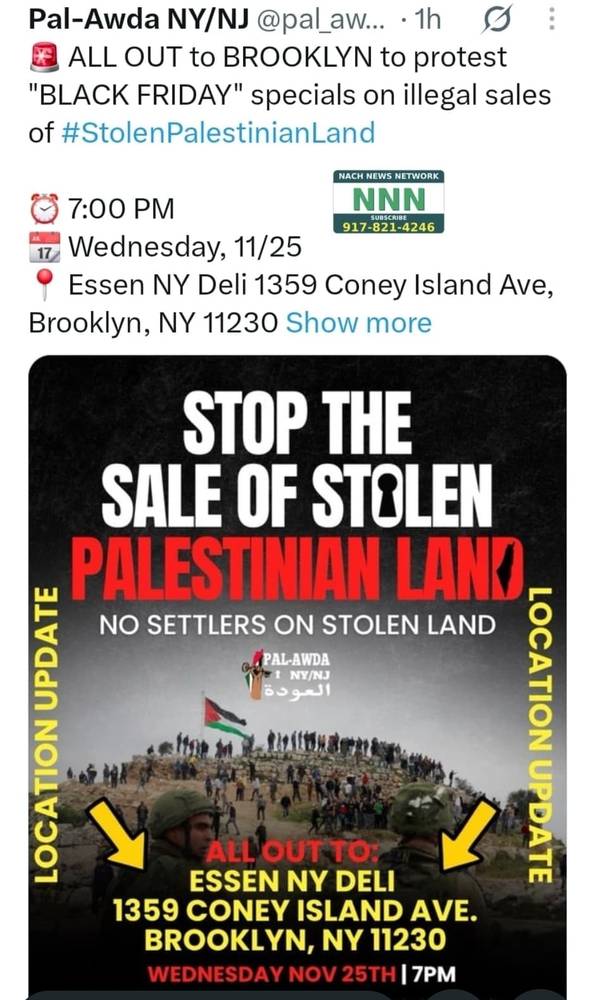 Pal-Awda NY/NJ @pal_aw... · 1h
🚨 ALL OUT to BROOKLYN to protest
"BLACK FRIDAY" specials on illegal sales
of #StolenPalestinianLand
NACH NEWS NETWORK
NNN
SUBSCRIBE
917-821-4246
⏰ 7:00 PM
📅 Wednesday, 11/25
📍 Essen NY Deli 1359 Coney Island Ave,
Brooklyn, NY 11230 Show more
STOP THE
SALE OF STOLEN
PALESTINIAN LAND
NO SETTLERS ON STOLEN LAND
PAL-AWDA
NY/NJ
العودة
LOCATION UPDATE
LOCATION UPDATE
ALL OUT TO:
ESSEN NY DELI
1359 CONEY ISLAND AVE.
BROOKLYN, NY 11230
WEDNESDAY NOV 25TH | 7PM